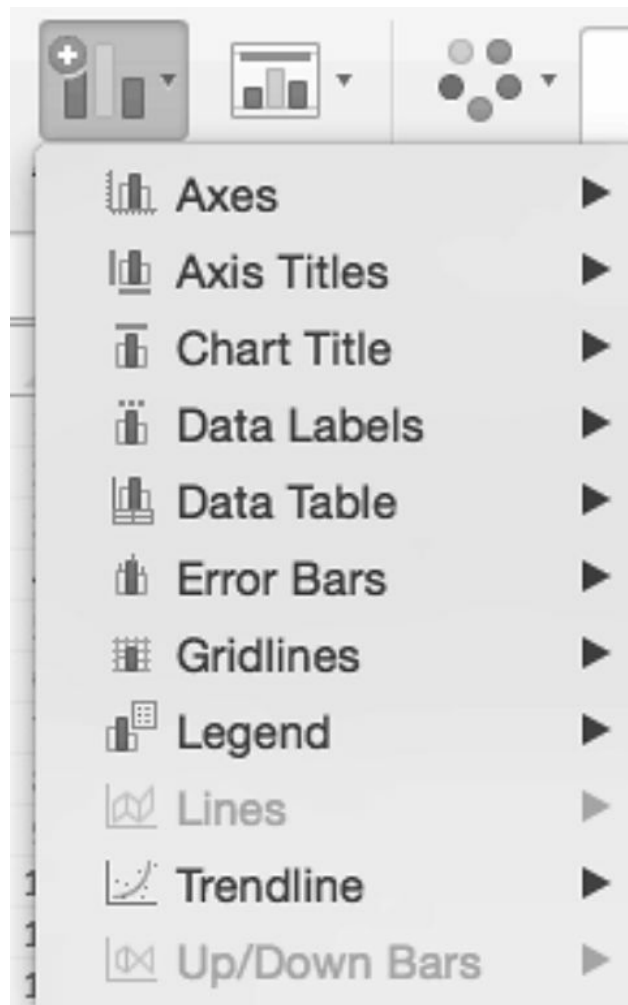 Axes
Axis Titles
Chart Title
Data Labels
Data Table
Error Bars
Gridlines
Legend
Lines
Trendline
Up/Down Bars